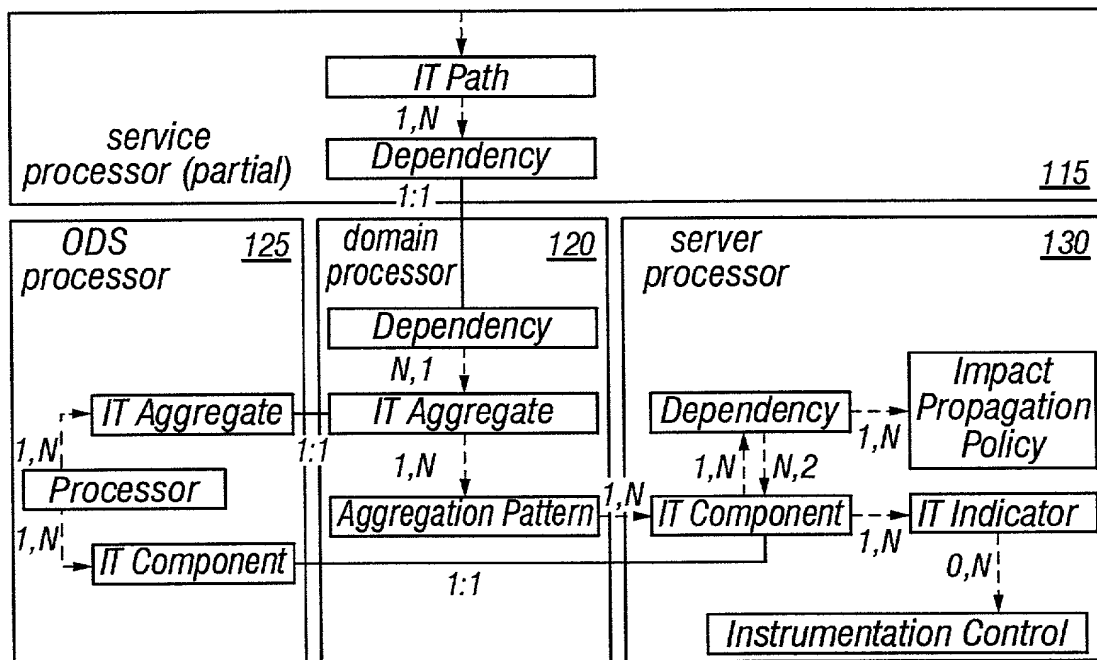 IT Path
1,N
service
processor (partial)
Dependency
115
1:1
ODS
processor
125
domain
processor
120
server
processor
130
Dependency
N,1
IT Aggregate
IT Aggregate
1:1
1,N
Processor
1,N
IT Component
1,N
Aggregation Pattern
1,N
Dependency
1,N
Impact
Propagation
Policy
1,N
N,2
IT Component
1,N
IT Indicator
0,N
1:1
Instrumentation Control